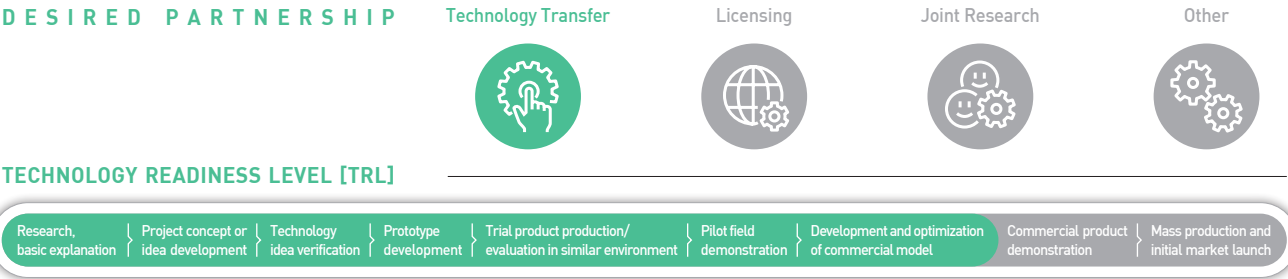 DESIRED PARTNERSHIP
Technology Transfer
Licensing
Joint Research
Other
TECHNOLOGY READINESS LEVEL [TRL]
Research,
basic explanation
Project concept or
idea development
Technology
idea verification
Prototype
development
Trial product production/
evaluation in similar environment
Pilot field
demonstration
Development and optimization
of commercial model
Commercial product
demonstration
Mass production and
initial market launch